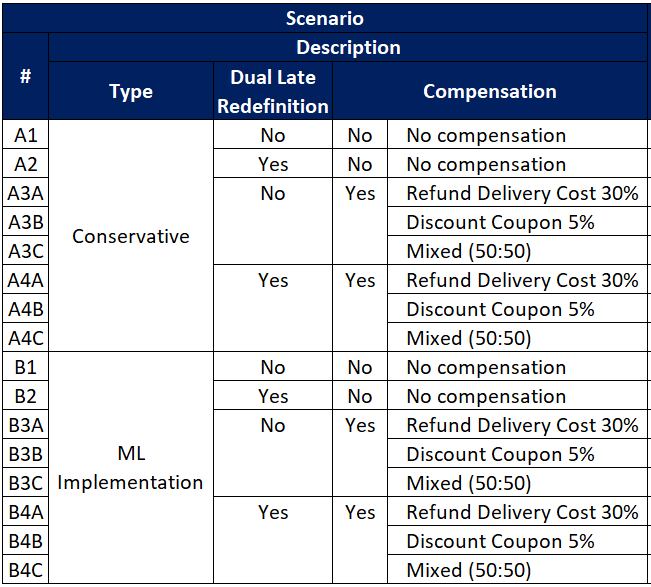 Scenario
#
Description
Type
Dual Late
Redefinition
Compensation
A1
Conservative
No
No
No compensation
A2
Yes
No
No compensation
A3A
No
Yes
Refund Delivery Cost 30%
A3B
Discount Coupon 5%
A3C
Mixed (50:50)
A4A
Yes
Yes
Refund Delivery Cost 30%
A4B
Discount Coupon 5%
A4C
Mixed (50:50)
B1
ML
Implementation
No
No
No compensation
B2
Yes
No
No compensation
B3A
No
Yes
Refund Delivery Cost 30%
B3B
Discount Coupon 5%
B3C
Mixed (50:50)
B4A
Yes
Yes
Refund Delivery Cost 30%
B4B
Discount Coupon 5%
B4C
Mixed (50:50)